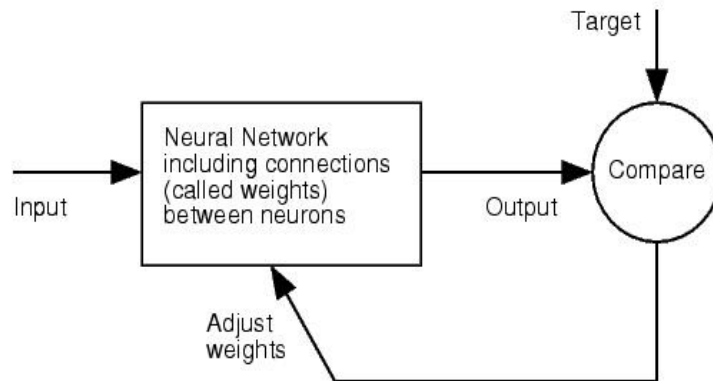 Target
Neural Network
including connections
(called weights)
between neurons
Compare
Input
Output
Adjust
weights